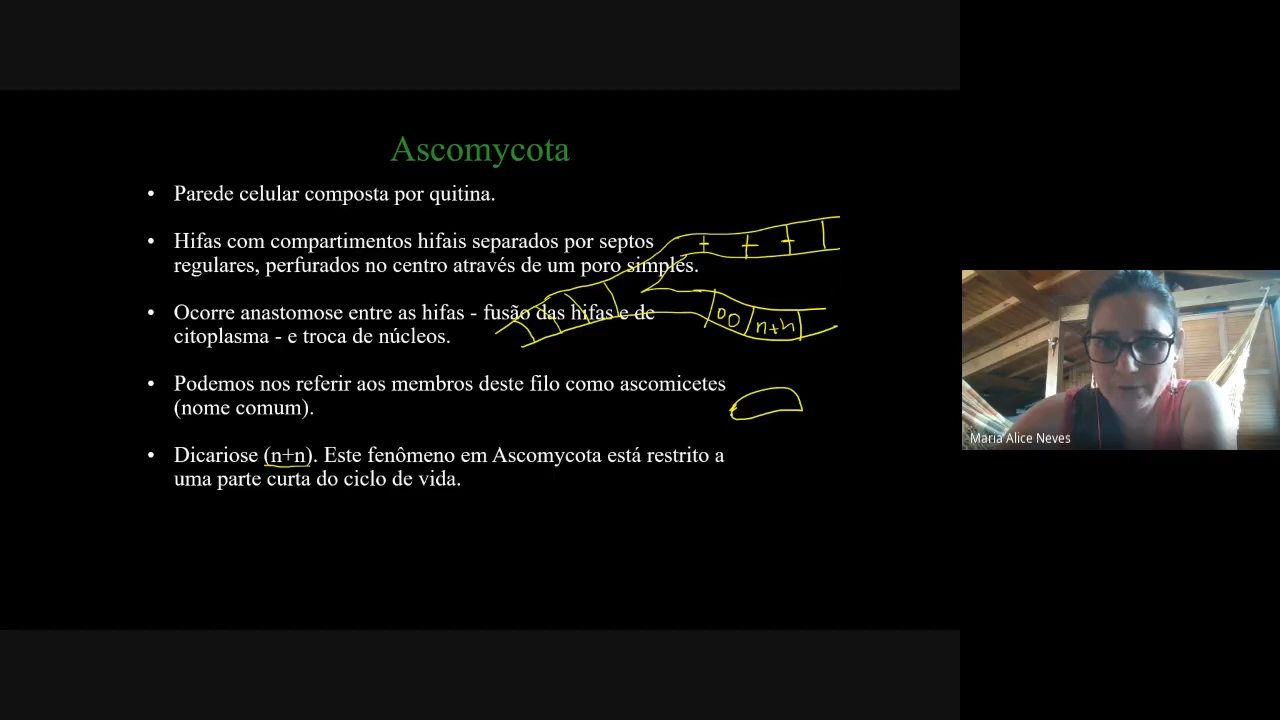 Ascomycota
• Parede celular composta por quitina.
• Hifas com compartimentos hifais separados por septos
regulares, perfurados no centro através de um poro simples.
• Ocorre anastomose entre as hifas - fusão das hifas e de
citoplasma - e troca de núcleos.
n+n
• Podemos nos referir aos membros deste filo como ascomicetes
(nome comum).
• Dicariose (n+n). Este fenômeno em Ascomycota está restrito a
uma parte curta do ciclo de vida.
Maria Alice Neves